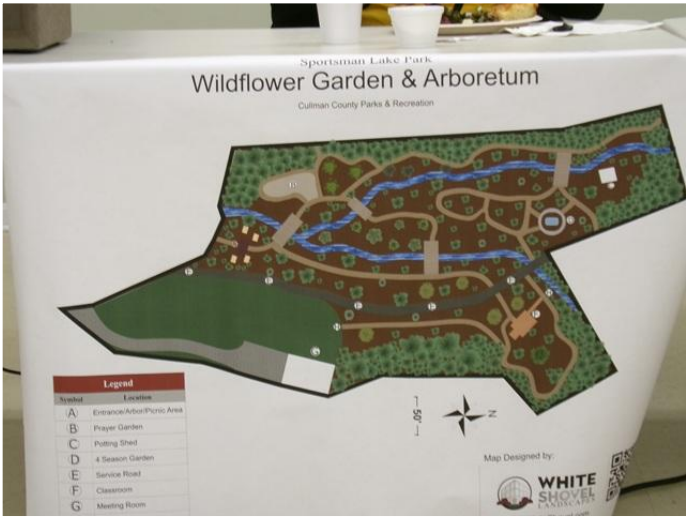 Sportsman Lake Park
Wildflower Garden & Arboretum
Cullman County Parks & Recreation
Legend
Symbol Location
A Entrance/Arbor/Picnic Area
B Prayer Garden
C Potting Shed
D 4 Season Garden
E Service Road
F Classroom
G Meeting Room
50'
N
Map Designed by:
WHITE
SHOVEL
LANDSCAPES